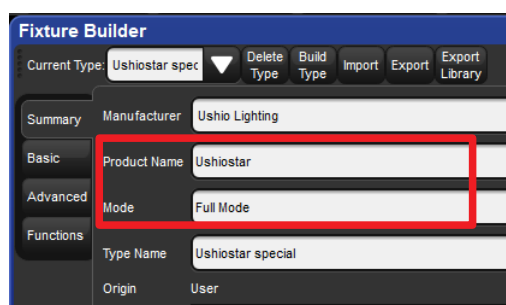 Fixture Builder
Current Type: Ushiostar spec Delete Type Build Type Import Export Export Library
Summary Manufacturer Ushio Lighting
Basic Product Name Ushiostar
Advanced Mode Full Mode
Functions
Type Name Ushiostar special
Origin User